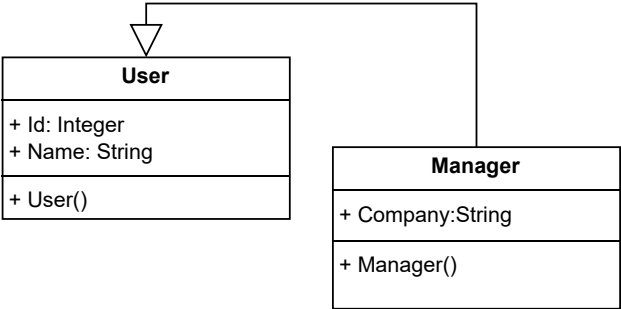 User
+ Id: Integer
+ Name: String
+ User()
Manager
+ Company:String
+ Manager()